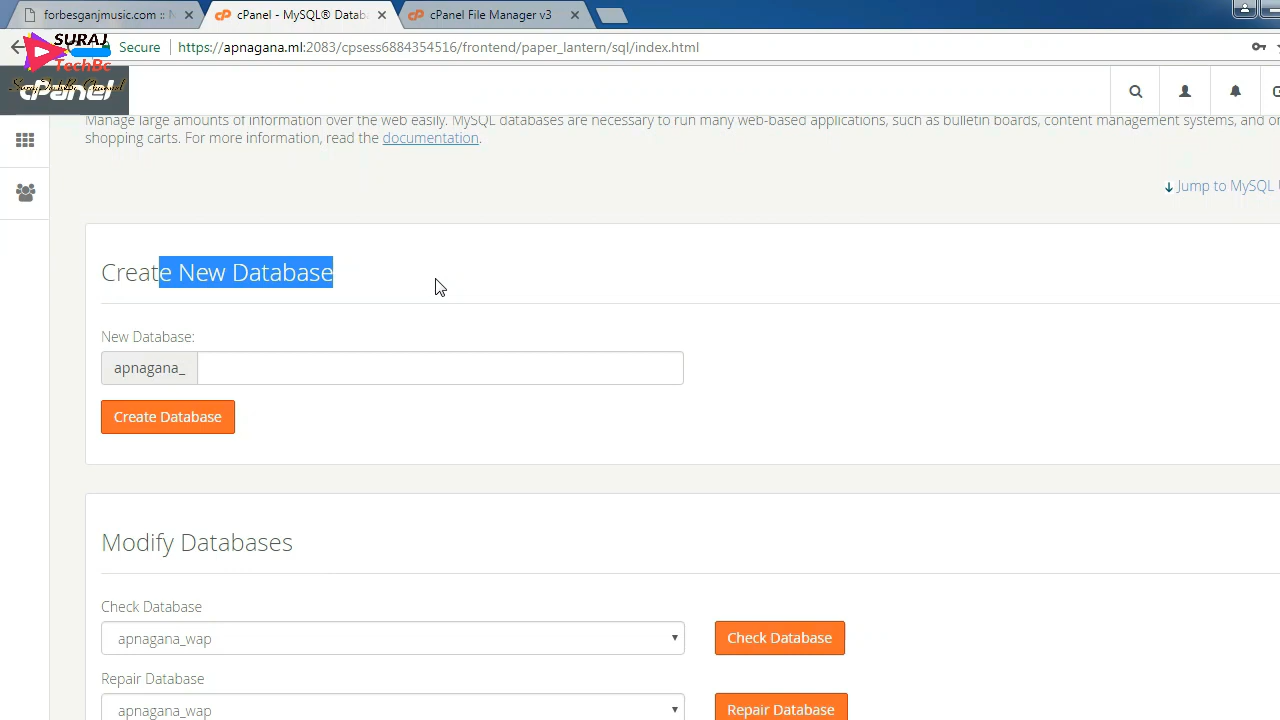 forbesganjmusic.com ::
cPanel - MySQL® Datab
cPanel File Manager v3
SURAJ
TechBc
Secure
https://apnagana.ml:2083/cpsess6884354516/frontend/paper_lantern/sql/index.html
cPanel
Manage large amounts of information over the web easily. MySQL databases are necessary to run many web-based applications, such as bulletin boards, content management systems, and on
shopping carts. For more information, read the documentation.
Jump to MySQL
Create New Database
New Database:
apnagana_
Create Database
Modify Databases
Check Database
apnagana_wap
Check Database
Repair Database
apnagana_wap
Repair Database